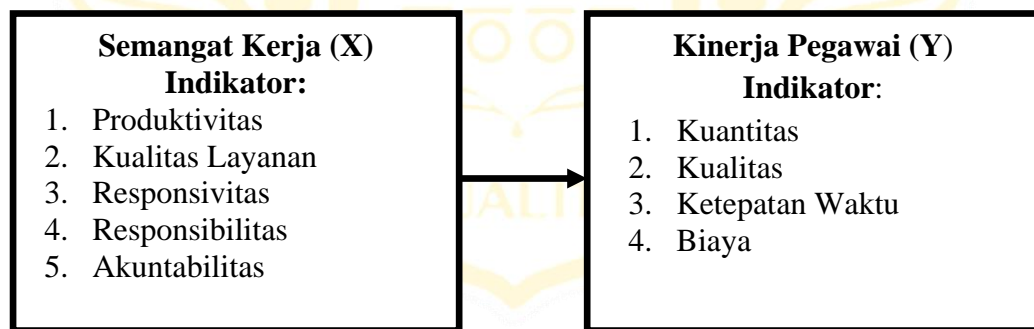 Semangat Kerja (X)
Indikator:
1. Produktivitas
2. Kualitas Layanan
3. Responsivitas
4. Responsibilitas
5. Akuntabilitas
Kinerja Pegawai (Y)
Indikator:
1. Kuantitas
2. Kualitas
3. Ketepatan Waktu
4. Biaya
UALI